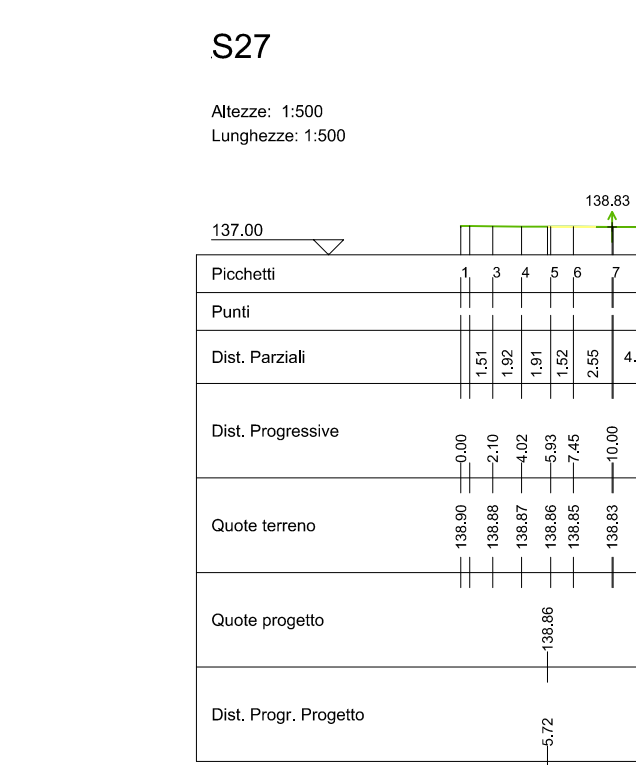 S27
Altezze: 1:500
Lunghezze: 1:500
138.83
137.00
Picchetti 1 3 4 5 6 7
Punti
Dist. Parziali 1.51 1.92 1.91 1.52 2.55 4.
Dist. Progressive 0.00 2.10 4.02 5.93 7.45 10.00
Quote terreno 138.90 138.88 138.87 138.86 138.85 138.83
Quote progetto 138.86
Dist. Progr. Progetto 5.72